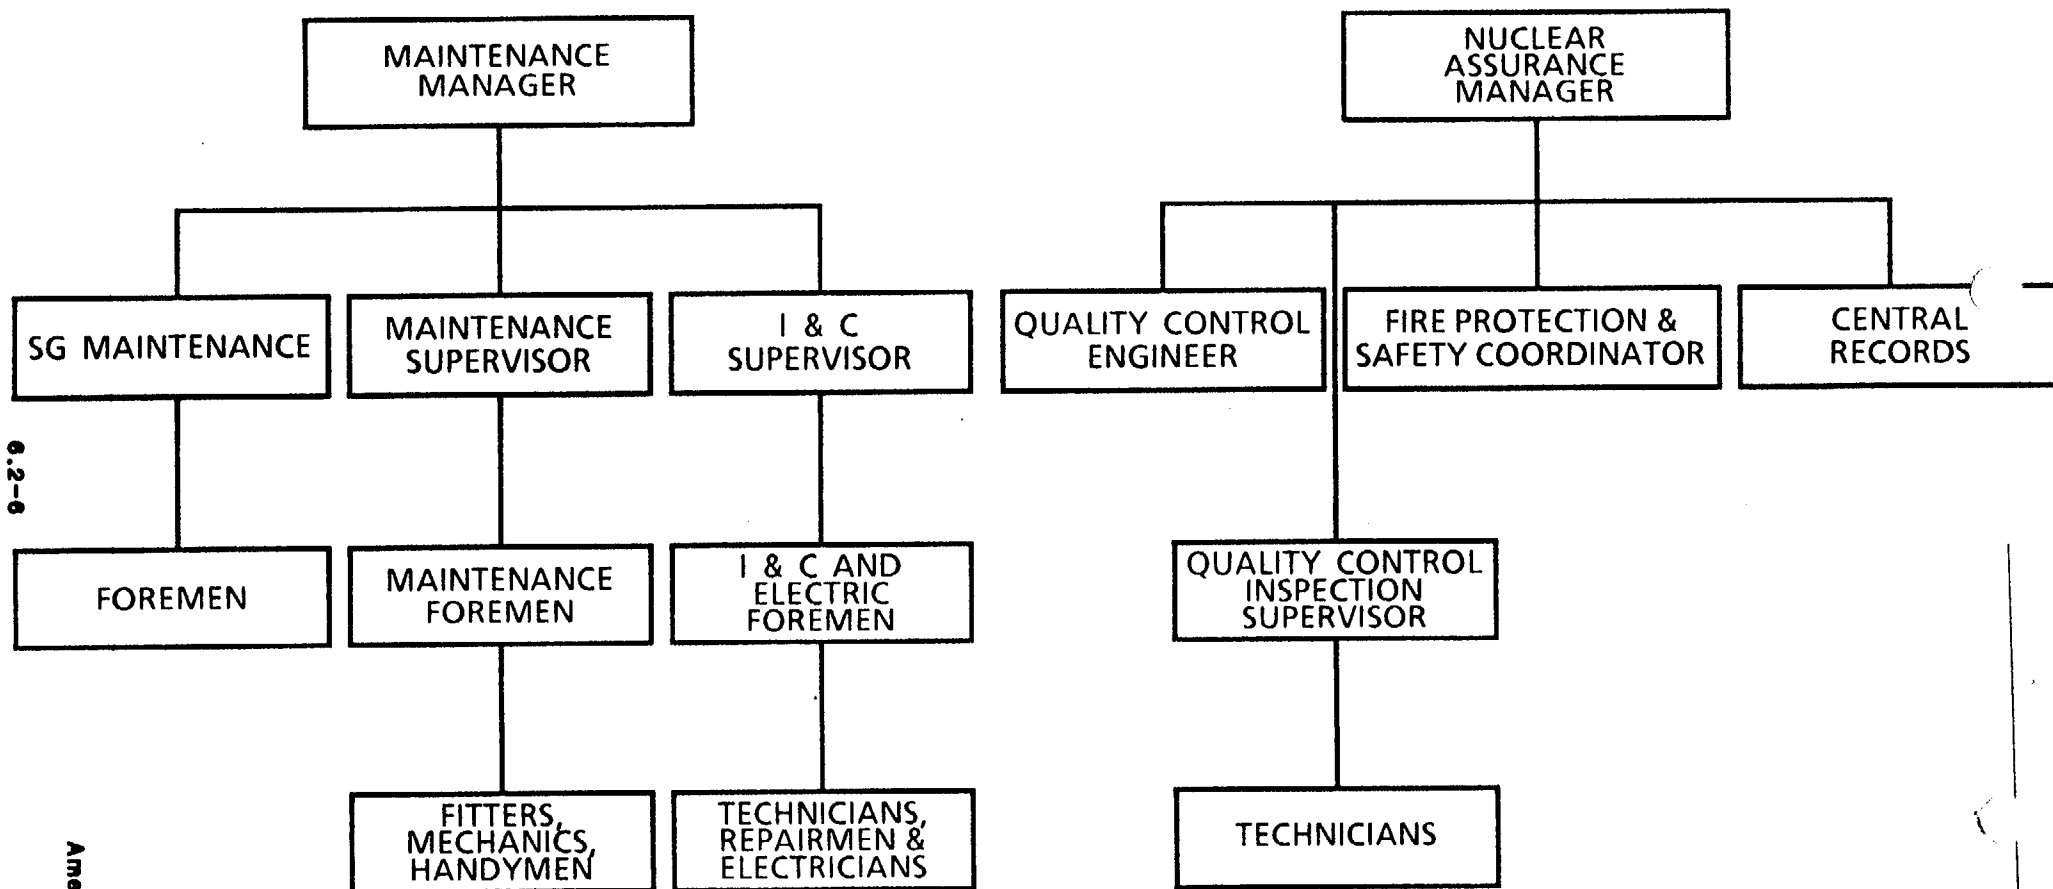 MAINTENANCE
MANAGER
NUCLEAR
ASSURANCE
MANAGER
SG MAINTENANCE
MAINTENANCE
SUPERVISOR
I & C
SUPERVISOR
QUALITY CONTROL
ENGINEER
FIRE PROTECTION &
SAFETY COORDINATOR
CENTRAL
RECORDS
6.2-6
FOREMEN
MAINTENANCE
FOREMEN
I & C AND
ELECTRIC
FOREMEN
QUALITY CONTROL
INSPECTION
SUPERVISOR
FITTERS,
MECHANICS,
HANDYMEN
TECHNICIANS,
REPAIRMEN &
ELECTRICIANS
TECHNICIANS